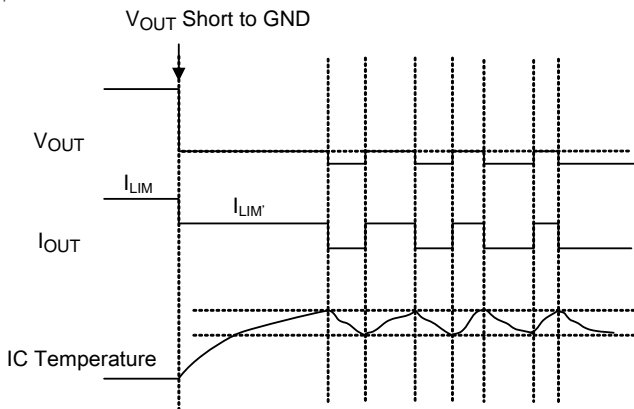 VOUT Short to GND
VOUT
ILIM
ILIM'
IOUT
IC Temperature